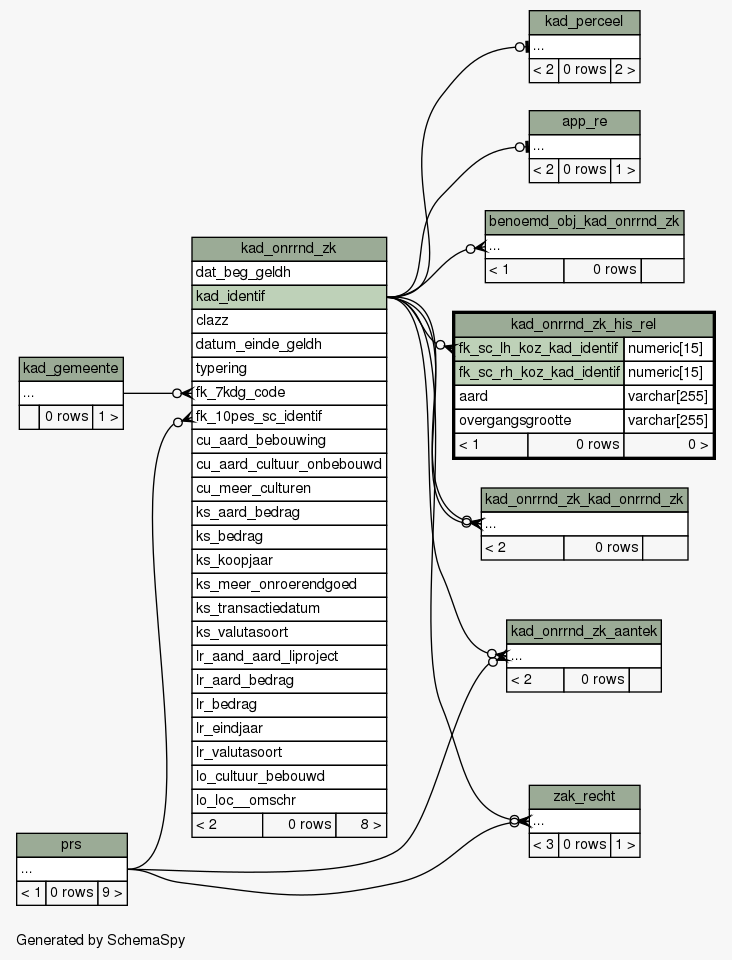 kad_perceel
...
< 2 0 rows 2 >
app_re
...
< 2 0 rows 1 >
benoemd_obj_kad_onrrnd_zk
...
< 1 0 rows
kad_onrrnd_zk
dat_beg_geldh
kad_identif
clazz
datum_einde_geldh
typering
fk_7kdg_code
fk_10pes_sc_identif
cu_aard_bebouwing
cu_aard_cultuur_onbebouwd
cu_meer_culturen
ks_aard_bedrag
ks_bedrag
ks_koopjaar
ks_meer_onroerendgoed
ks_transactiedatum
ks_valutasoort
lr_aand_aard_liproject
lr_aard_bedrag
lr_bedrag
lr_eindjaar
lr_valutasoort
lo_cultuur_bebouwd
lo_loc__omschr
< 2 0 rows 8 >
kad_onrrnd_zk_his_rel
fk_sc_lh_koz_kad_identif numeric[15]
fk_sc_rh_koz_kad_identif numeric[15]
aard varchar[255]
overgangsgrootte varchar[255]
< 1 0 rows 0 >
kad_gemeente
...
0 rows 1 >
kad_onrrnd_zk_kad_onrrnd_zk
...
< 2 0 rows
kad_onrrnd_zk_aantek
...
< 2 0 rows
zak_recht
...
< 3 0 rows 1 >
prs
...
< 1 0 rows 9 >
Generated by SchemaSpy